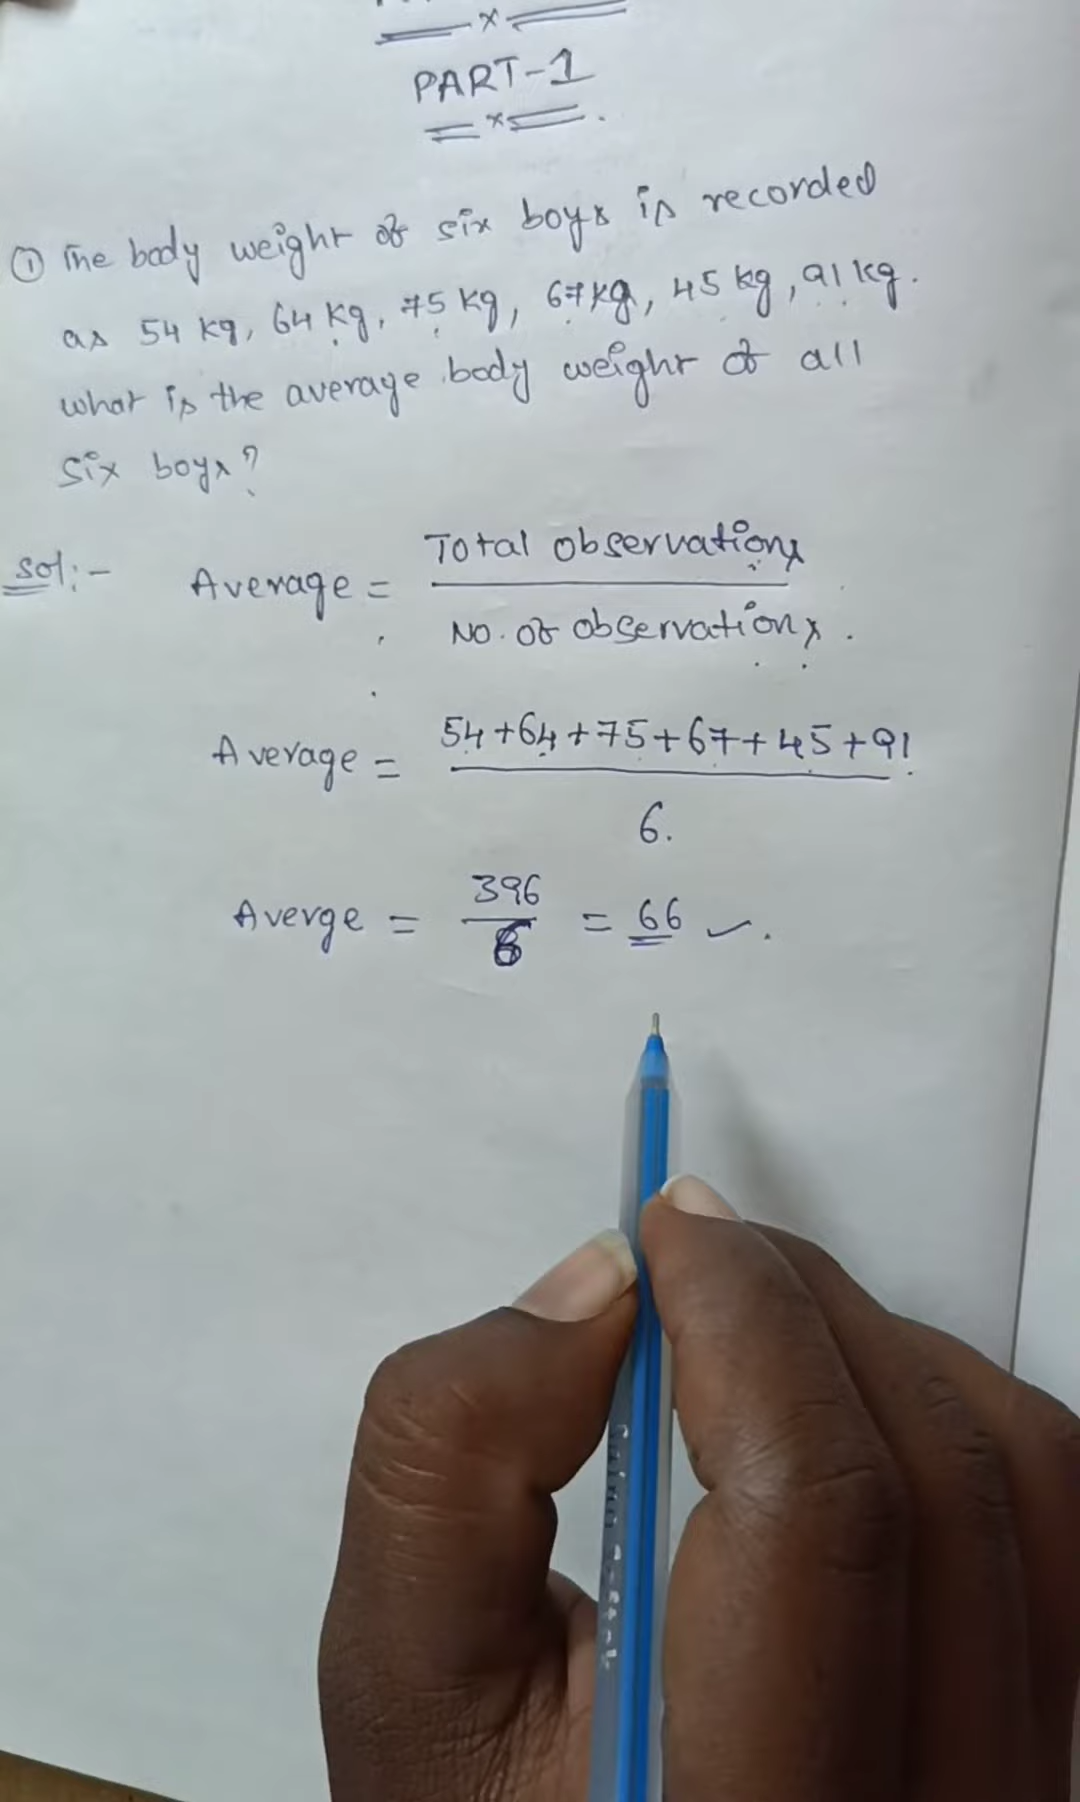 PART-1
① The body weight of six boys is recorded
as 54 kg, 64 kg, 75 kg, 67 kg, 45 kg, 91 kg.
what is the average body weight of all
six boys?
Sol:- Average = Total observations
No. of observations.
Average = 54+64+75+67+45+91
6.
Averge = 396
6
= 66 ✓.